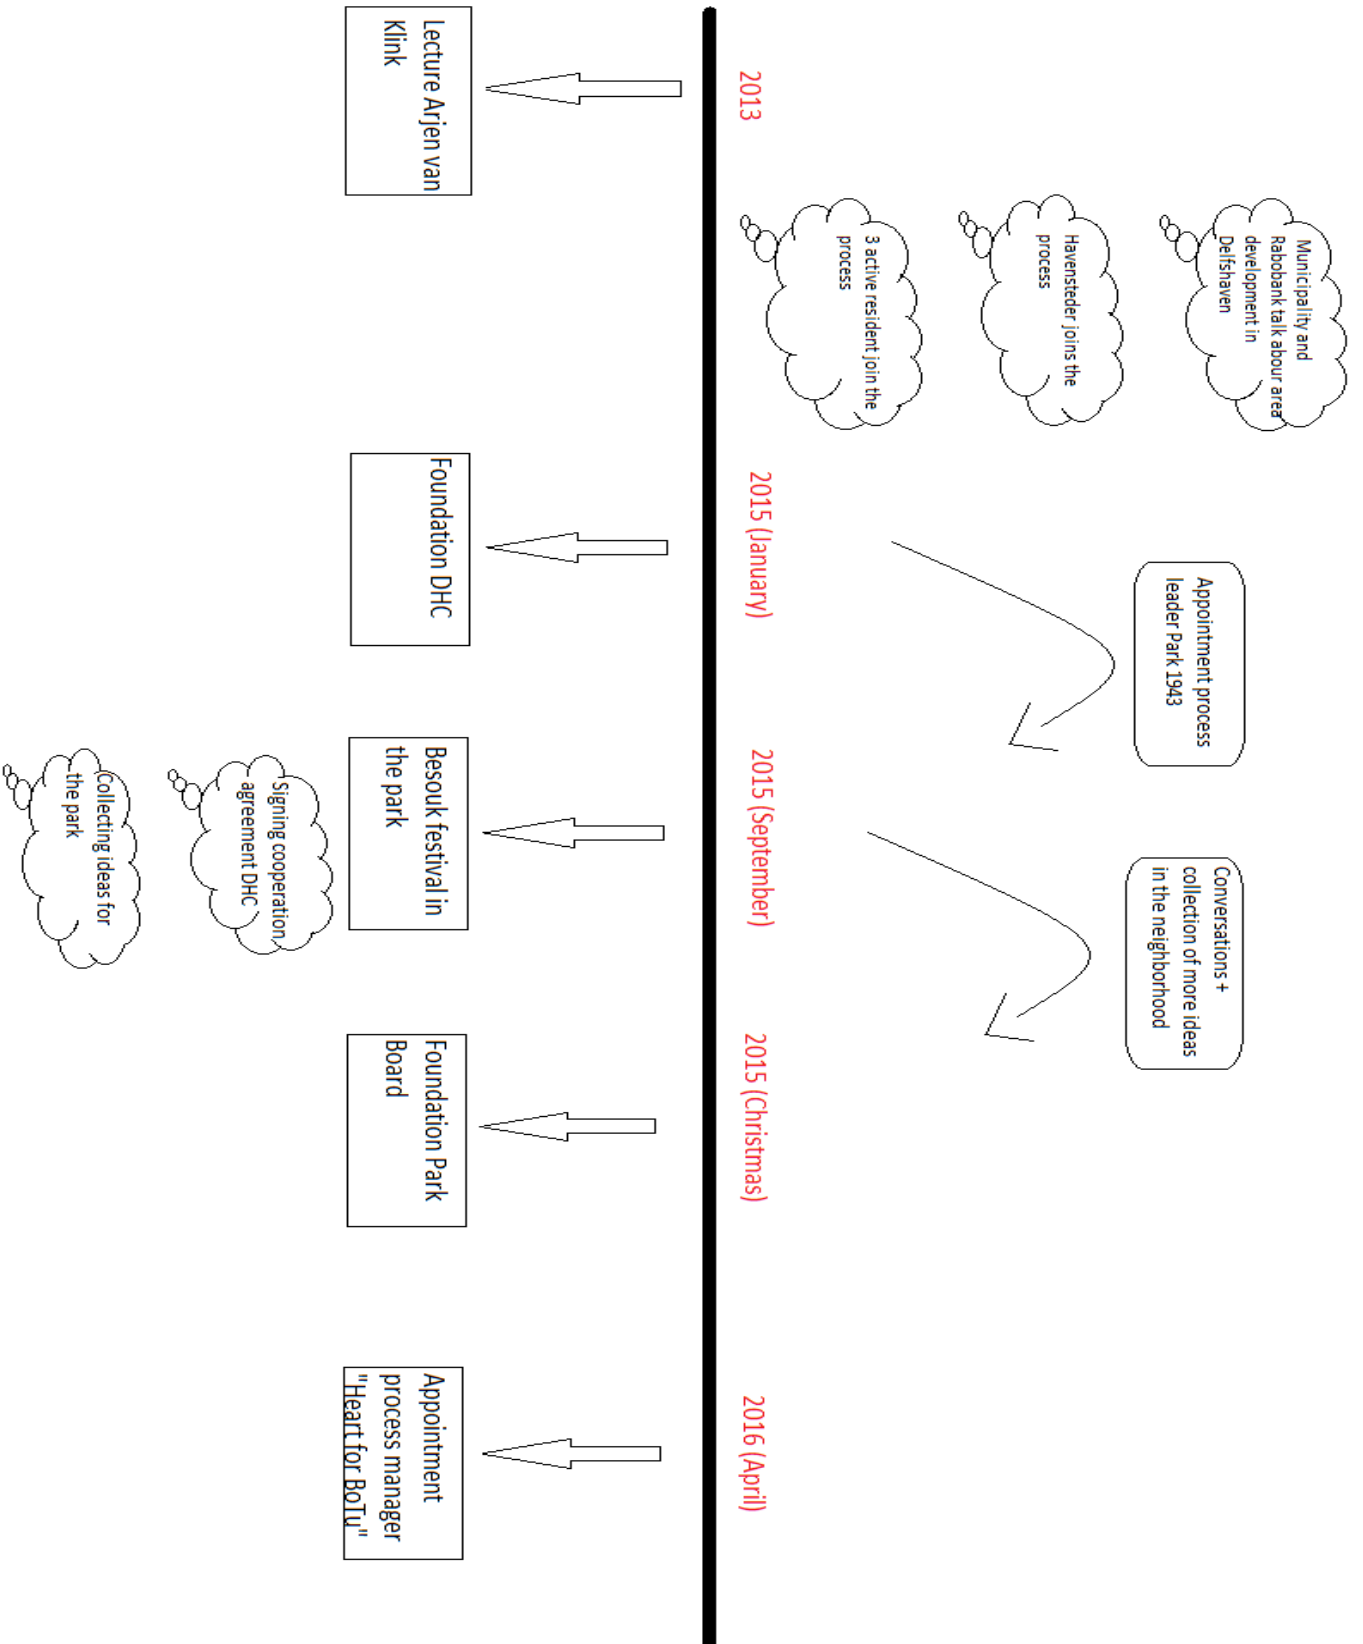 Municipality and
Rabobank talk abour area
development in
Delfshaven
Havensteder joins the
process
3 active resident join the
process
Appointment process
leader Park 1943
Conversations +
collection of more ideas
in the neighborhood
2013
2015 (January)
2015 (September)
2015 (Christmas)
2016 (April)
Lecture Arjen van
Klink
Foundation DHC
Besouk festival in
the park
Foundation Park
Board
Appointment
process manager
"Heart for BoTu"
Signing cooperation
agreement DHC
Collecting ideas for
the park